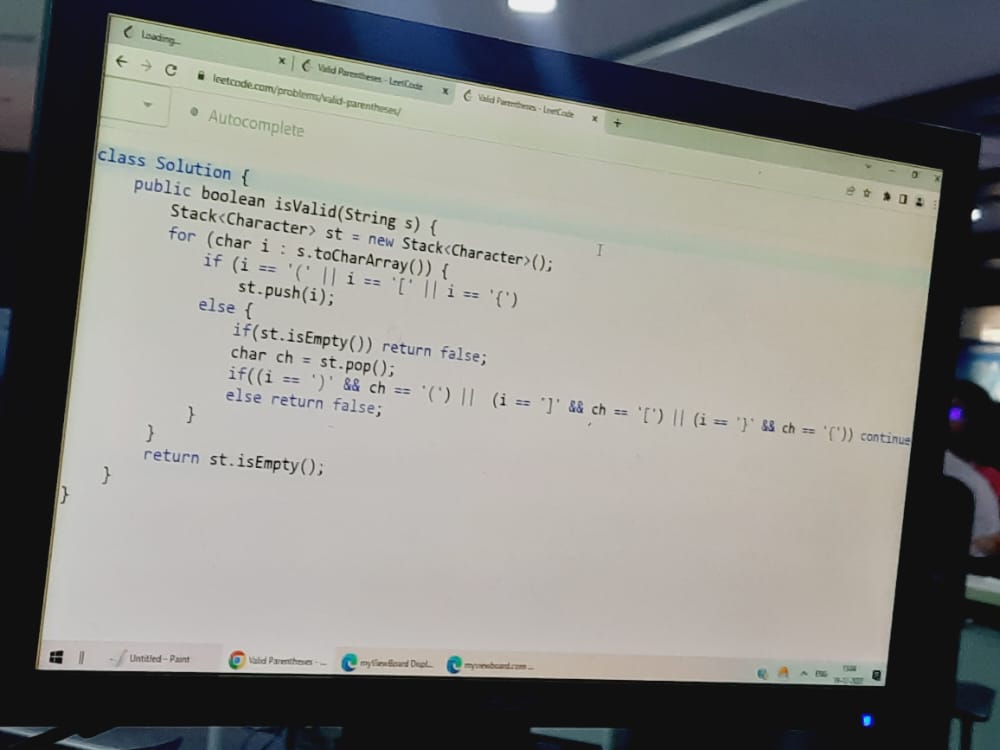 Loading...
Valid Parentheses - LeetCode
Valid Parentheses - LeetCode
leetcode.com/problems/valid-parentheses/
Autocomplete
class Solution {
public boolean isValid(String s) {
Stack<Character> st = new Stack<Character>();
for (char i : s.toCharArray()) {
if (i == '(' || i == '[' || i == '{')
st.push(i);
else {
if(st.isEmpty()) return false;
char ch = st.pop();
if((i == ')' && ch == '(') || (i == ']' && ch == '[') || (i == '}' && ch == '{')) continue
else return false;
}
}
return st.isEmpty();
}
}
Untitled - Paint
Valid Parentheses - ...
myViewBoard Displ...
myviewboard.com ...
ENG